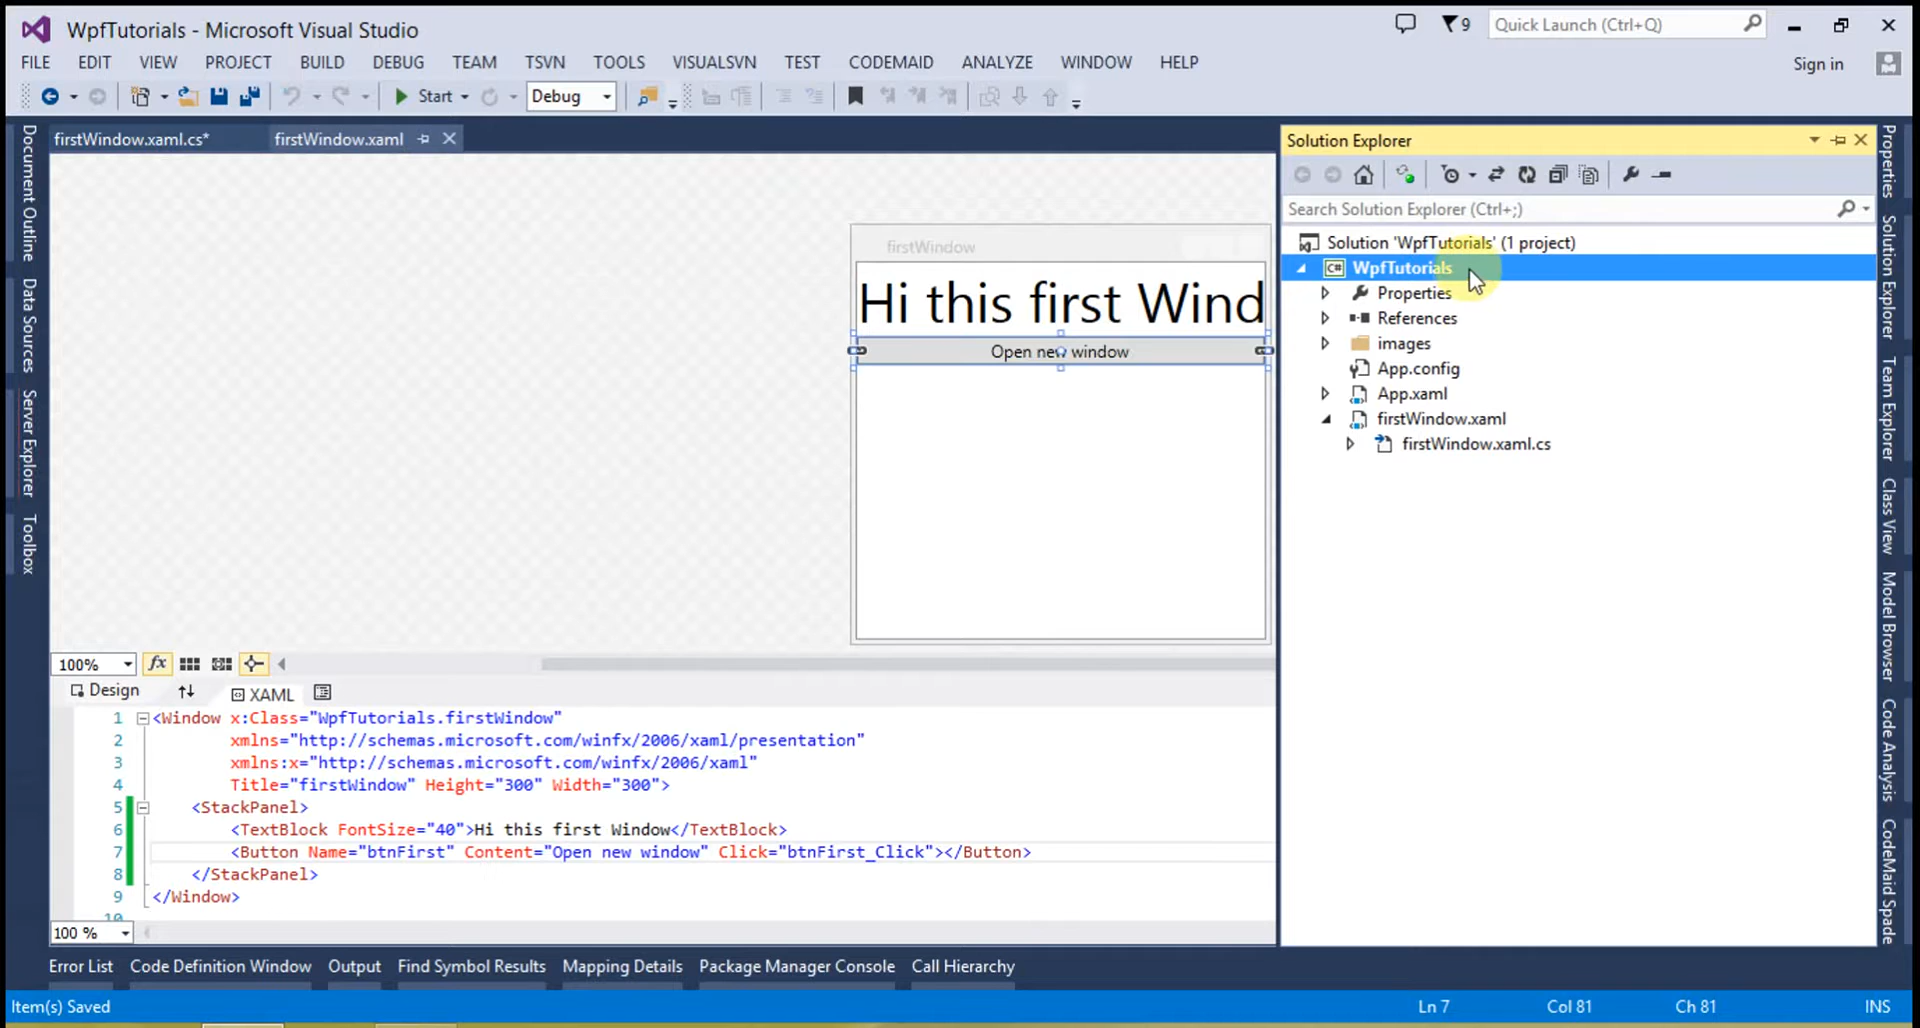 WpfTutorials - Microsoft Visual Studio
9
Quick Launch (Ctrl+Q)
FILE EDIT VIEW PROJECT BUILD DEBUG TEAM TSVN TOOLS VISUALSVN TEST CODEMAID ANALYZE WINDOW HELP
Sign in
Start
Debug
firstWindow.xaml.cs*
firstWindow.xaml
Document Outline
Data Sources
Server Explorer
Toolbox
firstWindow
Hi this first Wind
Open new window
100%
fx
Design
XAML
1 <Window x:Class="WpfTutorials.firstWindow"
2 xmlns="http://schemas.microsoft.com/winfx/2006/xaml/presentation"
3 xmlns:x="http://schemas.microsoft.com/winfx/2006/xaml"
4 Title="firstWindow" Height="300" Width="300">
5 <StackPanel>
6 <TextBlock FontSize="40">Hi this first Window</TextBlock>
7 <Button Name="btnFirst" Content="Open new window" Click="btnFirst_Click"></Button>
8 </StackPanel>
9 </Window>
10
100 %
Solution Explorer
Search Solution Explorer (Ctrl+;)
Solution 'WpfTutorials' (1 project)
C# WpfTutorials
Properties
References
images
App.config
App.xaml
firstWindow.xaml
firstWindow.xaml.cs
Properties
Solution Explorer
Team Explorer
Class View
Model Browser
Code Analysis
CodeMaid Spade
Error List
Code Definition Window
Output
Find Symbol Results
Mapping Details
Package Manager Console
Call Hierarchy
Item(s) Saved
Ln 7
Col 81
Ch 81
INS